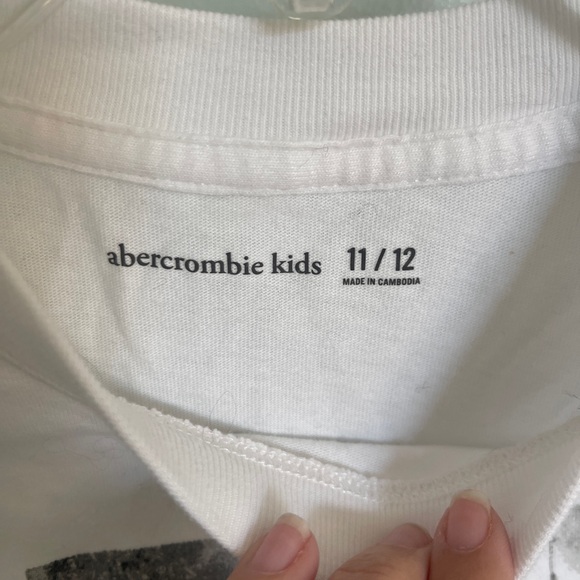 abercrombie kids 11 / 12
MADE IN CAMBODIA